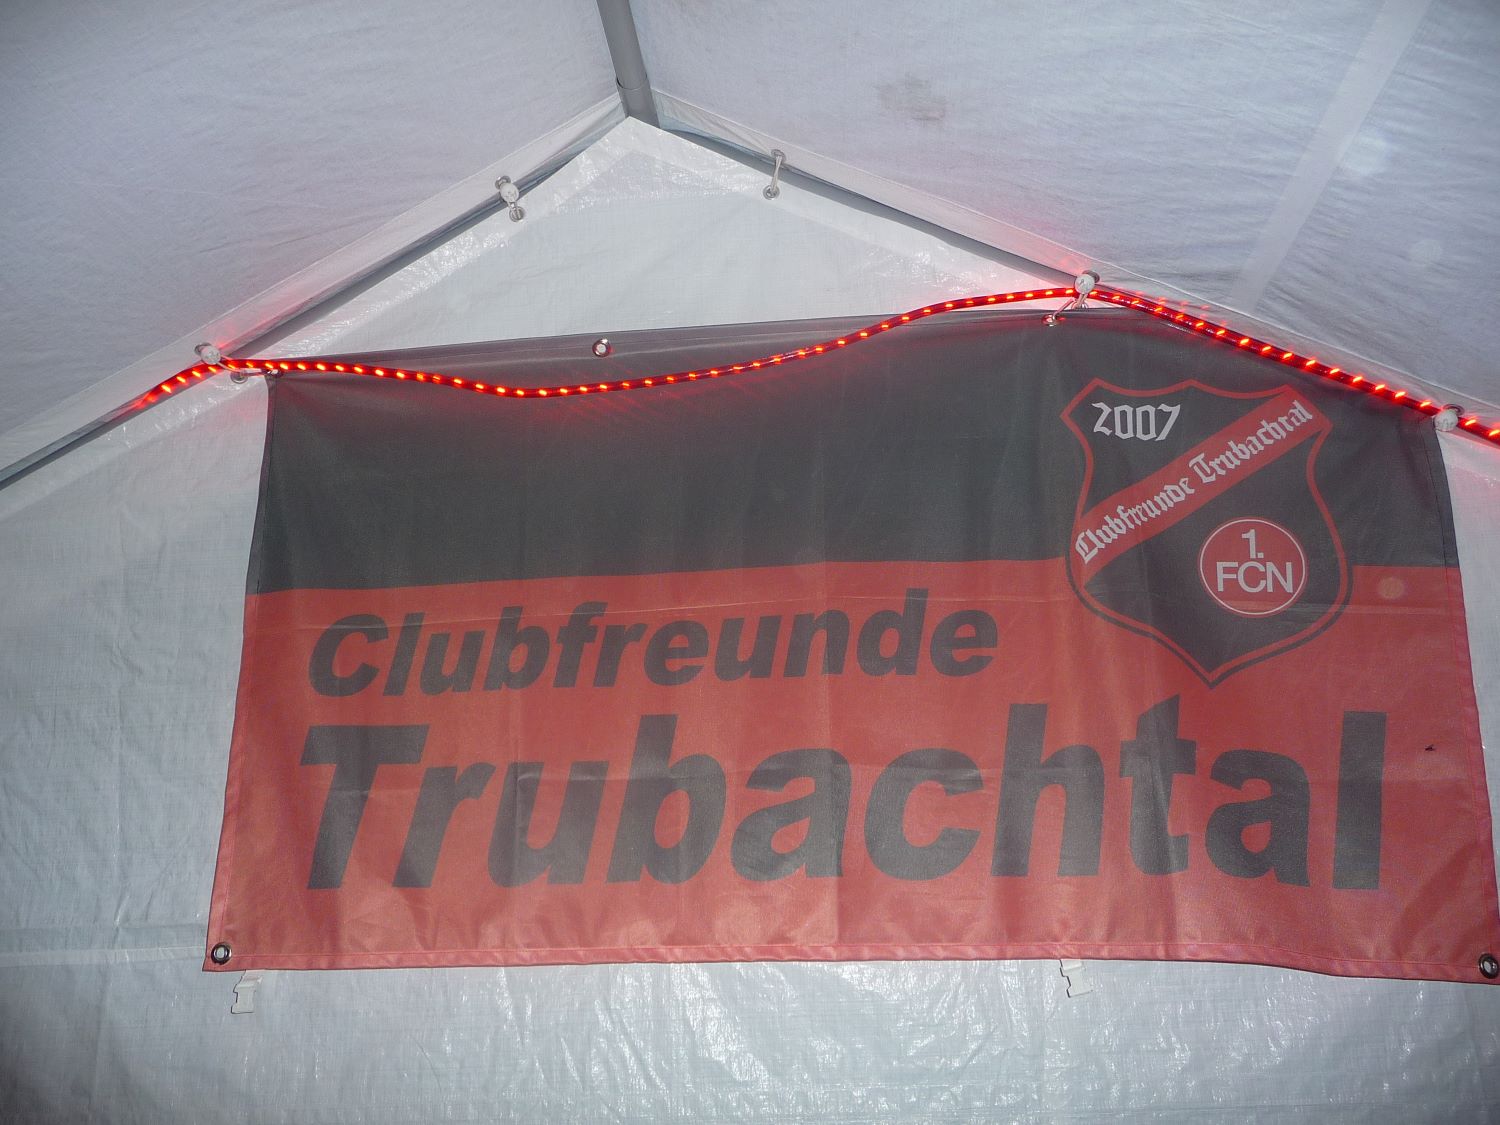 2007
Clubfreunde Trubachtal
1.
FCN
Clubfreunde
Trubachtal